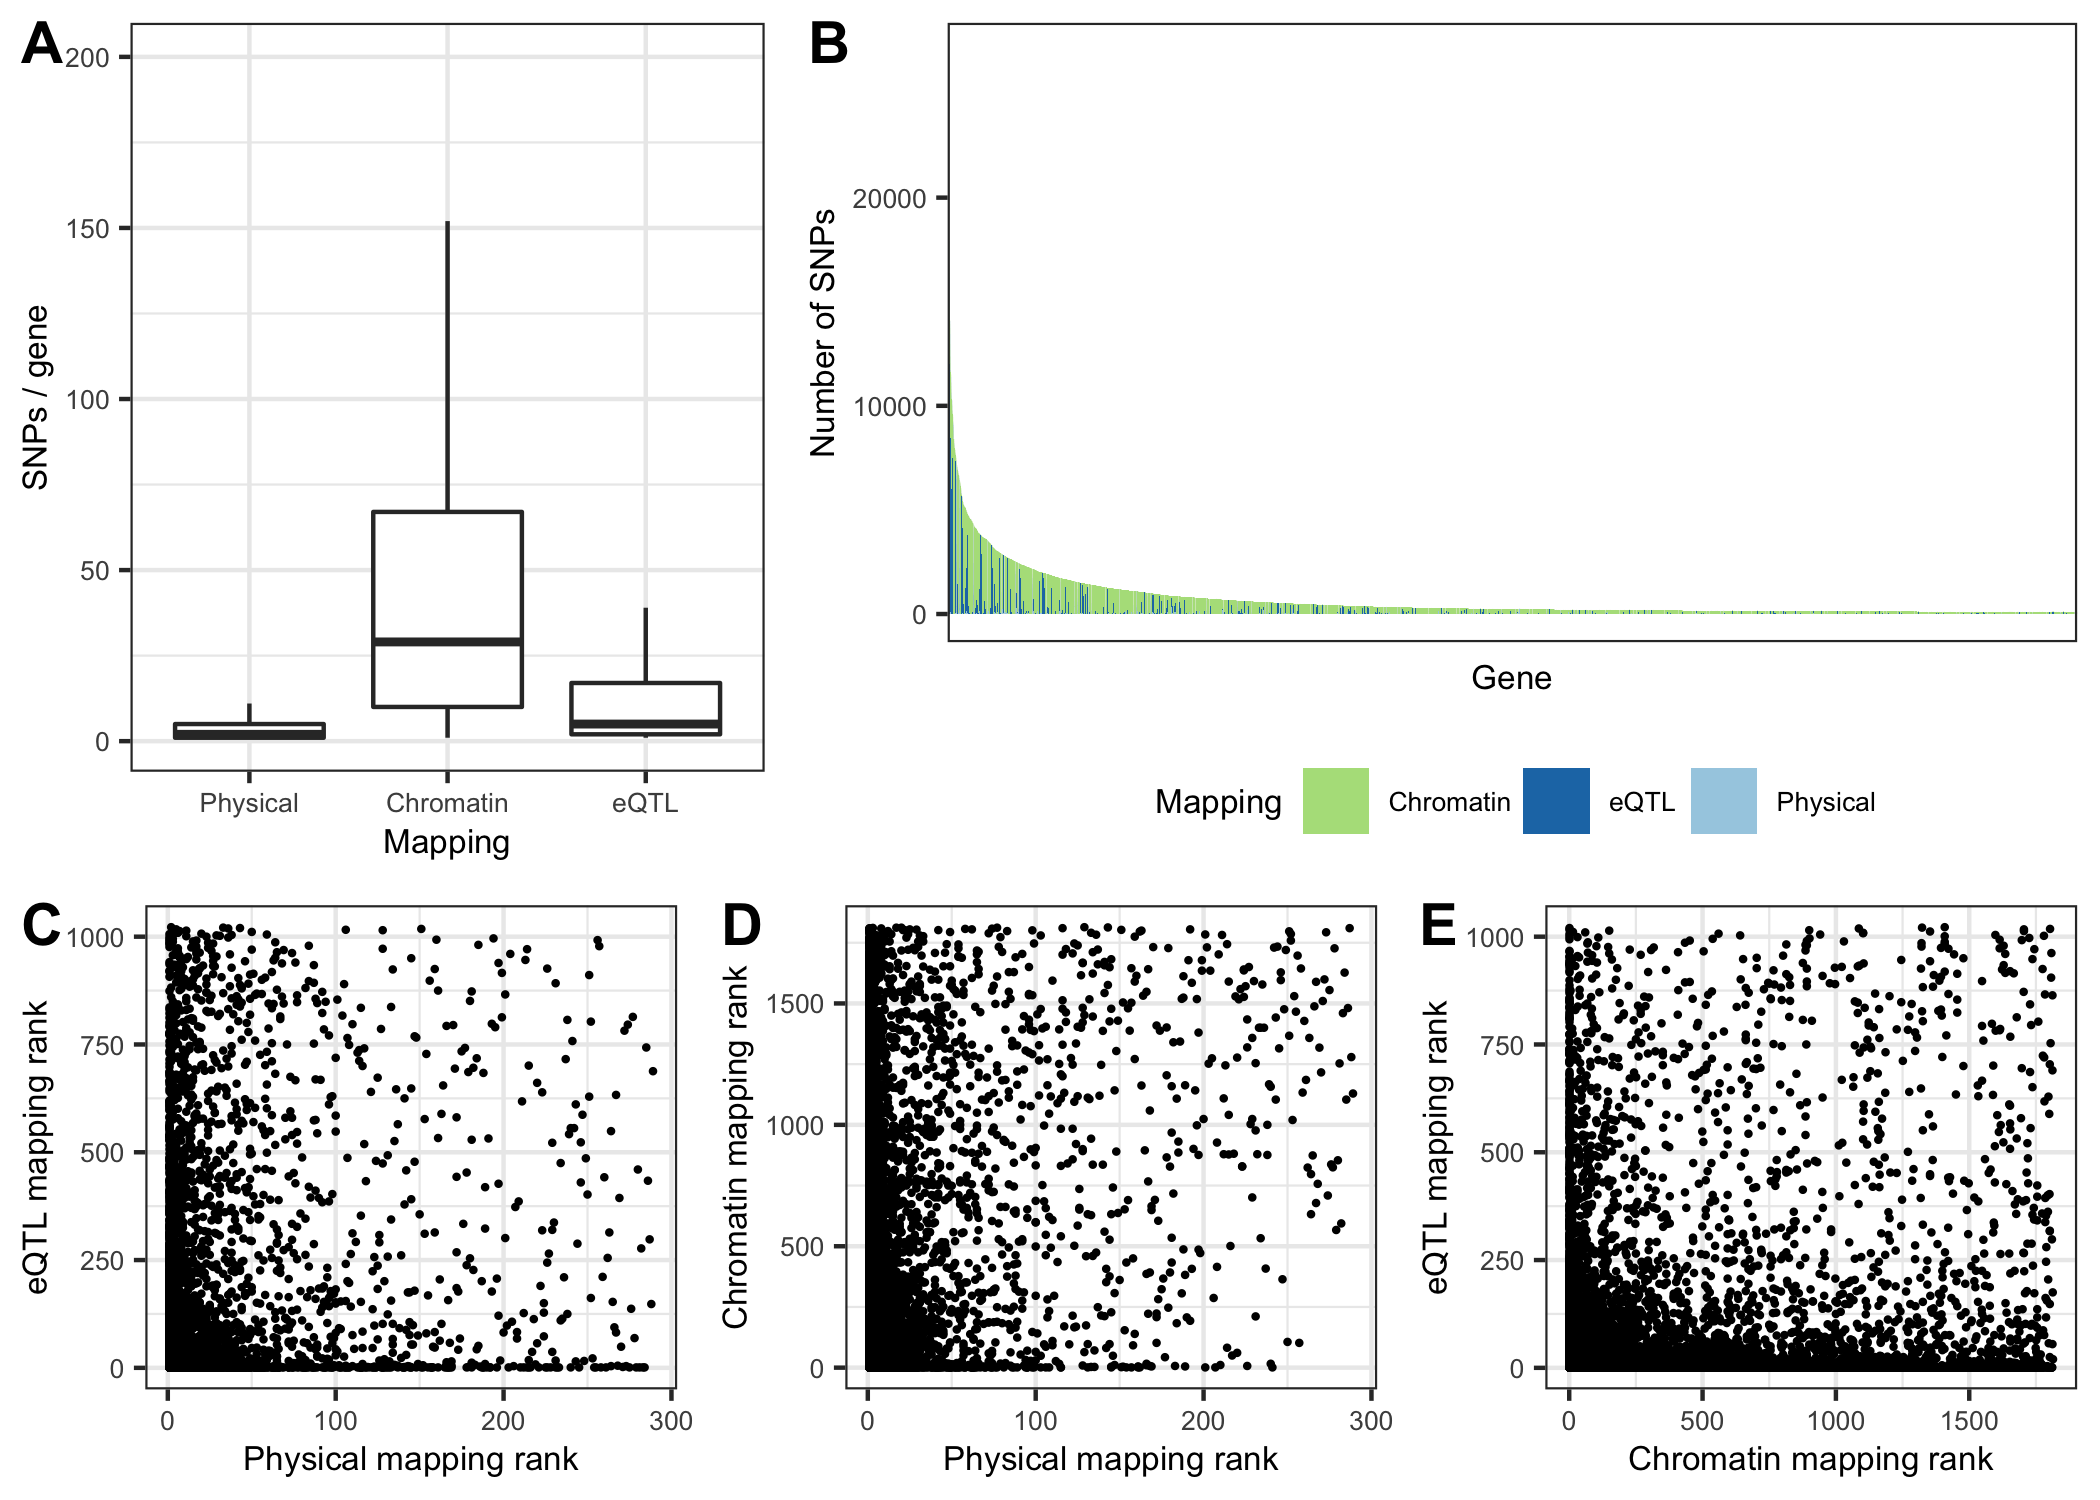 A
200
150
100
50
0
SNPs / gene
Physical Chromatin eQTL
Mapping
B
20000
10000
0
Number of SNPs
Gene
Mapping Chromatin eQTL Physical
C
1000
750
500
250
0
eQTL mapping rank
0 100 200 300
Physical mapping rank
D
1500
1000
500
0
Chromatin mapping rank
0 100 200 300
Physical mapping rank
E
1000
750
500
250
0
eQTL mapping rank
0 500 1000 1500
Chromatin mapping rank